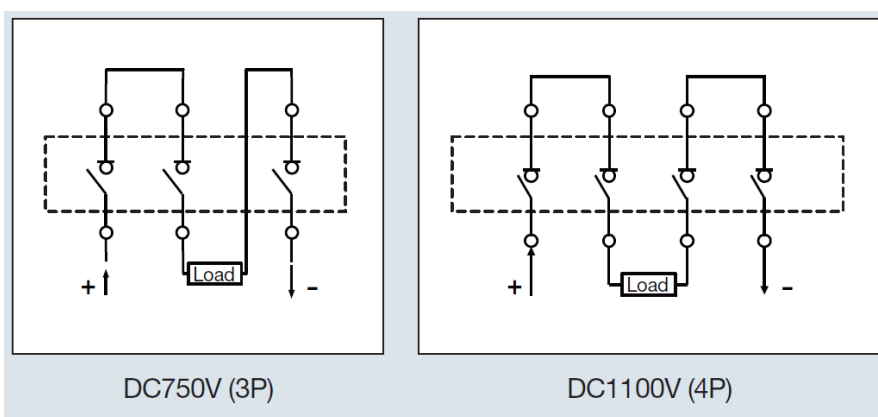 Load
+
-
DC750V (3P)
Load
+
-
DC1100V (4P)